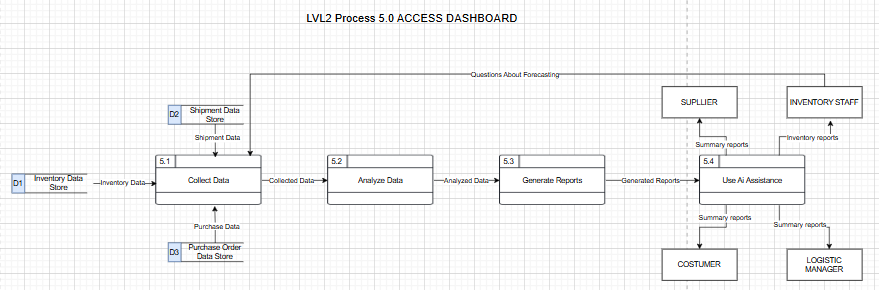 LVL2 Process 5.0 ACCESS DASHBOARD
Questions About Forecasting
D2
Shipment Data
Store
SUPLLIER
INVENTORY STAFF
Shipment Data
Summary reports
Inventory reports
5.1
5.2
5.3
5.4
D1
Inventory Data
Store
Inventory Data
Collect Data
Collected Data
Analyze Data
Analyzed Data
Generate Reports
Generated Reports
Use Ai Assistance
Purchase Data
Summary reports
Summary reports
D3
Purchase Order
Data Store
COSTUMER
LOGISTIC
MANAGER